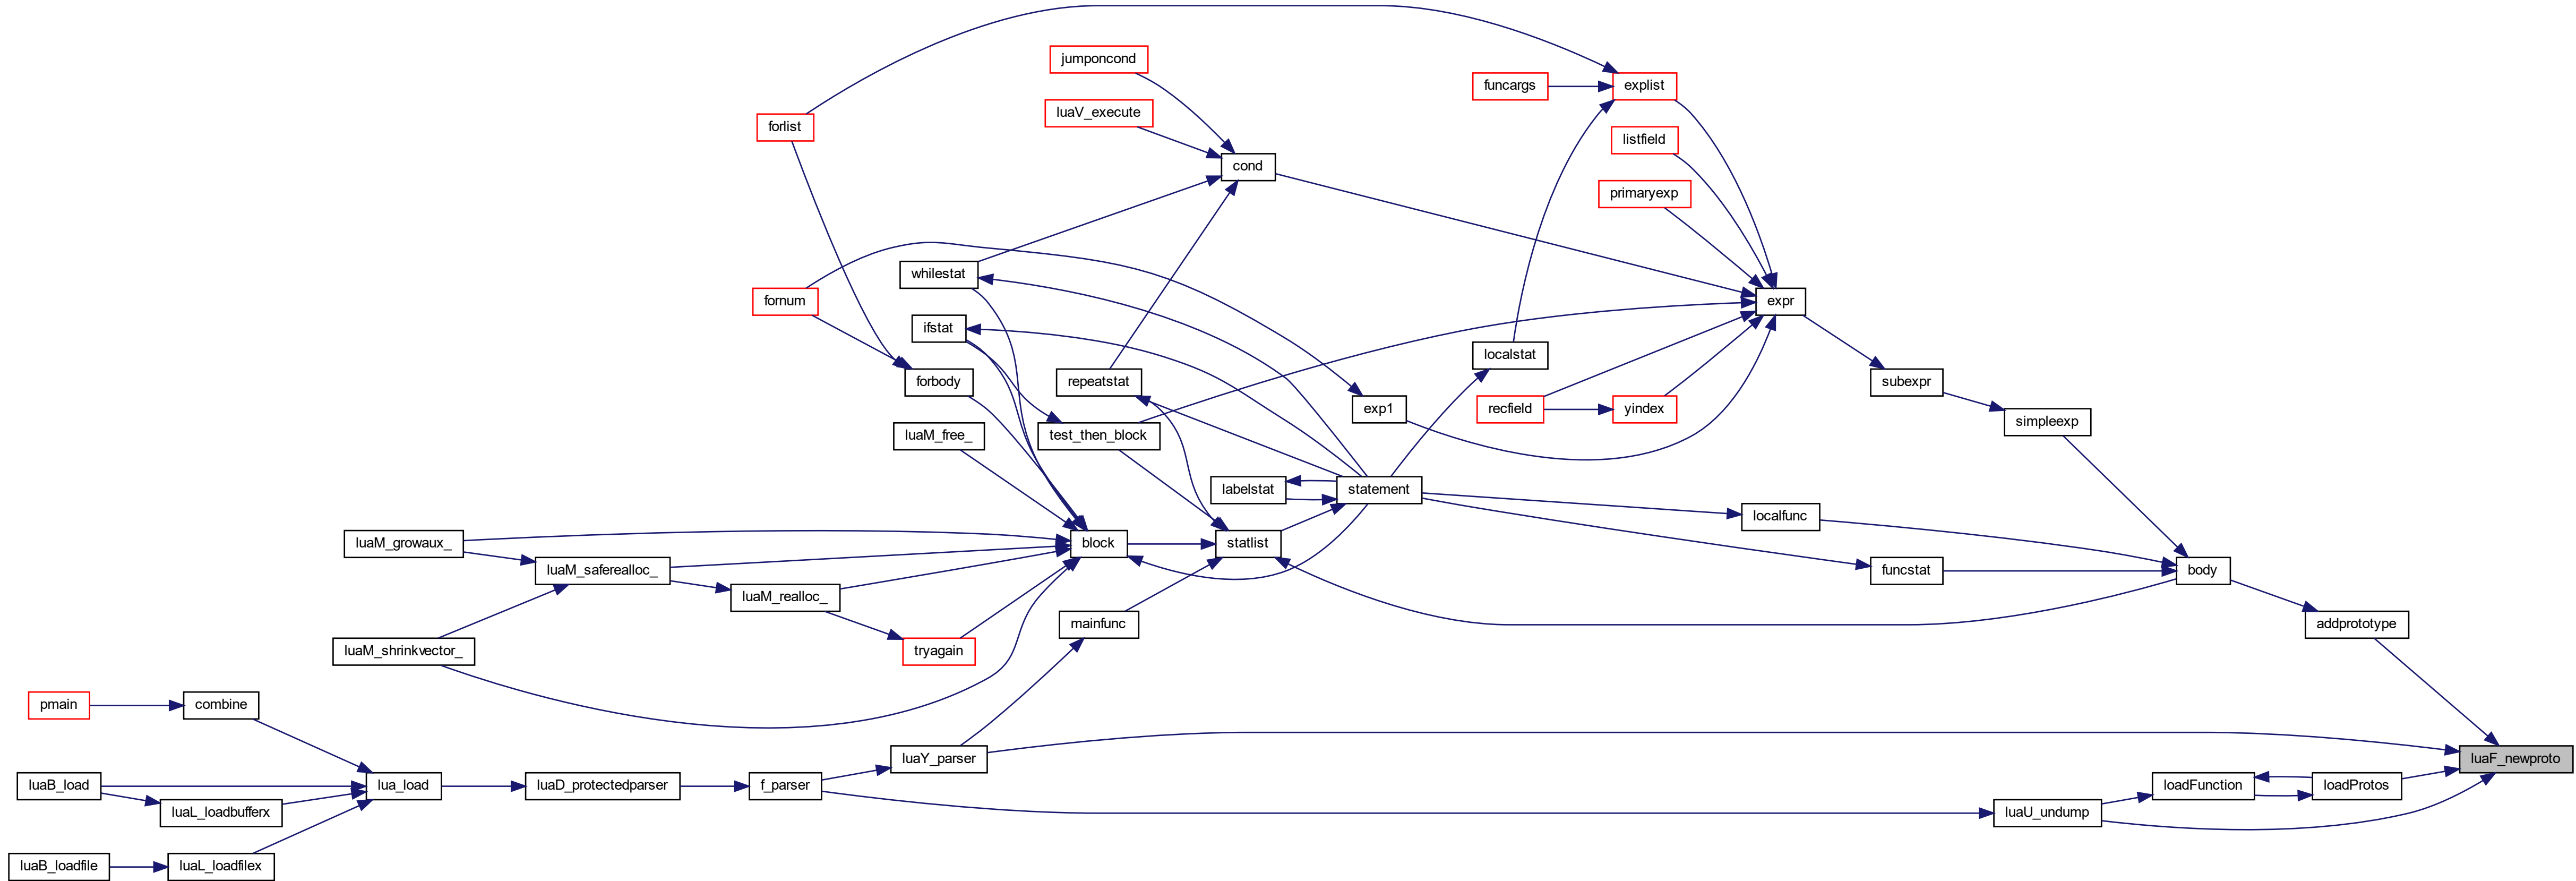 jumponcond
funcargs
explist
luaV_execute
forlist
listfield
cond
primaryexp
whilestat
fornum
expr
ifstat
localstat
forbody
repeatstat
subexpr
exp1
recfield
yindex
simpleexp
luaM_free_
test_then_block
labelstat
statement
localfunc
luaM_growaux_
block
statlist
luaM_saferealloc_
funcstat
body
luaM_realloc_
mainfunc
addprototype
luaM_shrinkvector_
tryagain
pmain
combine
luaY_parser
luaF_newproto
luaB_load
lua_load
luaD_protectedparser
f_parser
loadFunction
loadProtos
luaL_loadbufferx
luaU_undump
luaB_loadfile
luaL_loadfilex